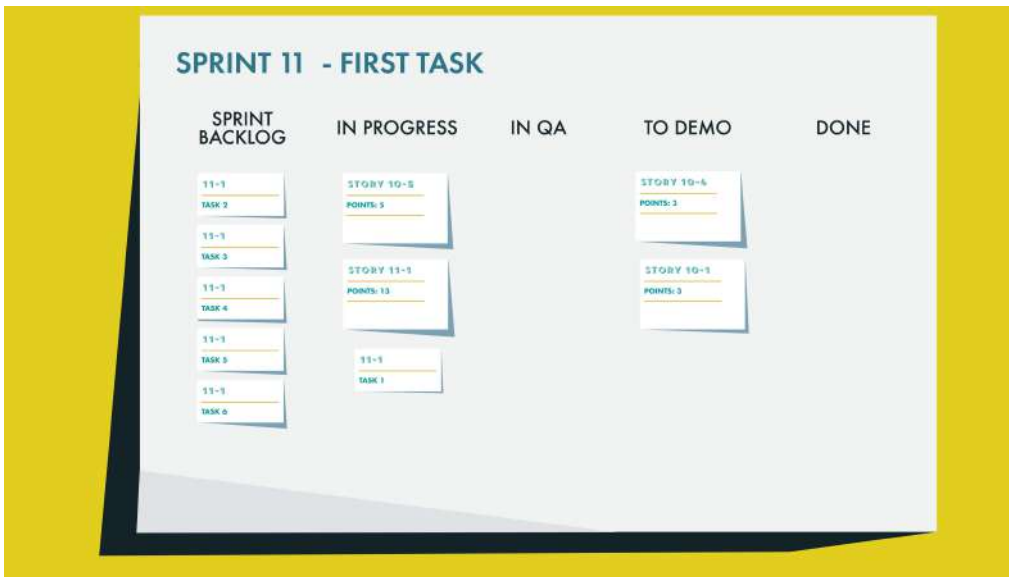 SPRINT 11 - FIRST TASK
SPRINT
BACKLOG
IN PROGRESS
IN QA
TO DEMO
DONE
11-1
TASK 2
11-1
TASK 3
11-1
TASK 4
11-1
TASK 5
11-1
TASK 6
STORY 10-5
POINTS: 5
STORY 11-1
POINTS: 13
11-1
TASK 1
STORY 10-4
POINTS: 3
STORY 10-1
POINTS: 3